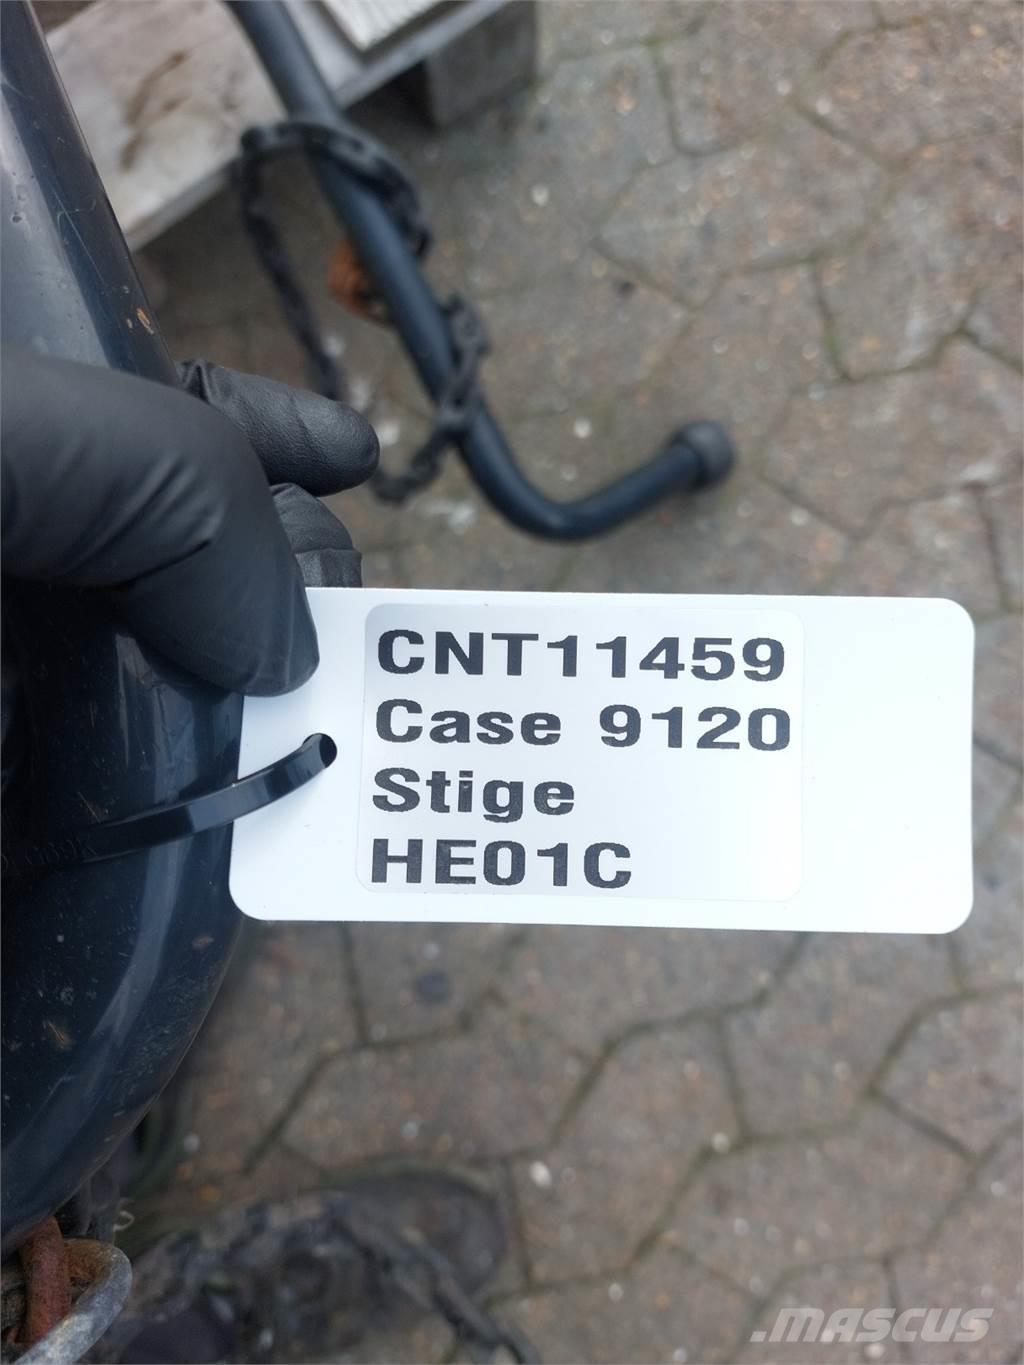 CNT11459
Case 9120
Stige
HE01C
MASCUS